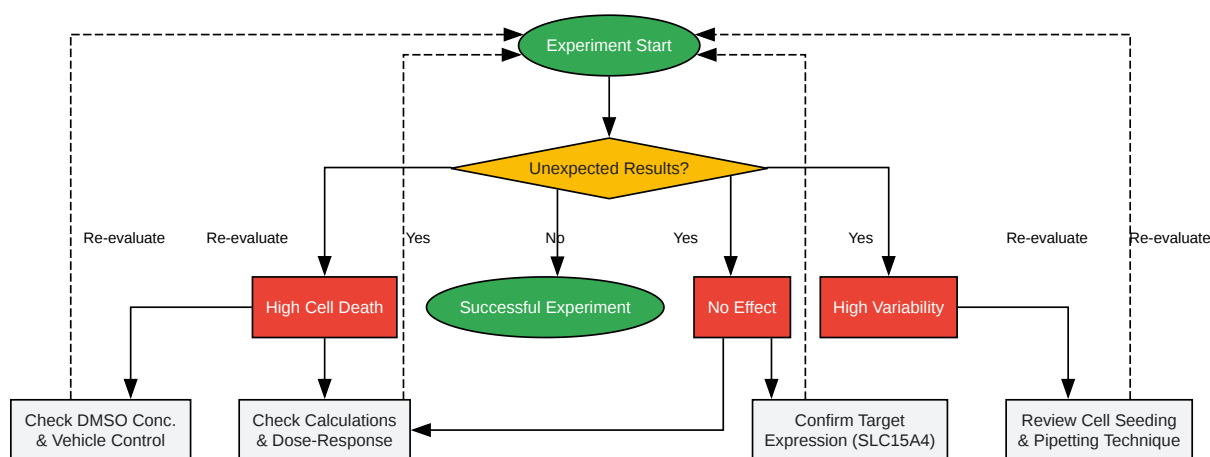 Experiment Start
Unexpected Results?
Re-evaluate
Re-evaluate
Yes
No
Yes
Yes
Re-evaluate
Re-evaluate
High Cell Death
Successful Experiment
No Effect
High Variability
Check DMSO Conc.
& Vehicle Control
Check Calculations
& Dose-Response
Confirm Target
Expression (SLC15A4)
Review Cell Seeding
& Pipetting Technique